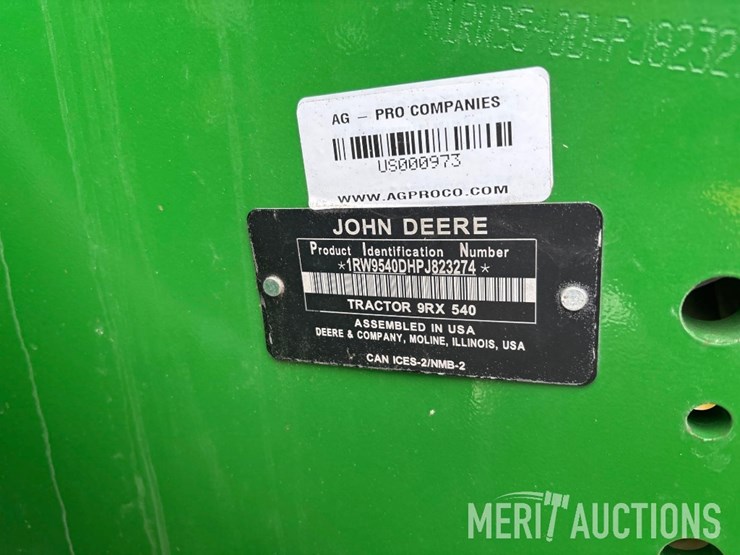 *1RW9540DHPJ8232
AG - PRO COMPANIES
US000973
WWW.AGPROCO.COM
JOHN DEERE
Product Identification Number
*1RW9540DHPJ823274*
TRACTOR 9RX 540
ASSEMBLED IN USA
DEERE & COMPANY, MOLINE, ILLINOIS, USA
CAN ICES-2/NMB-2
MERIT AUCTIONS